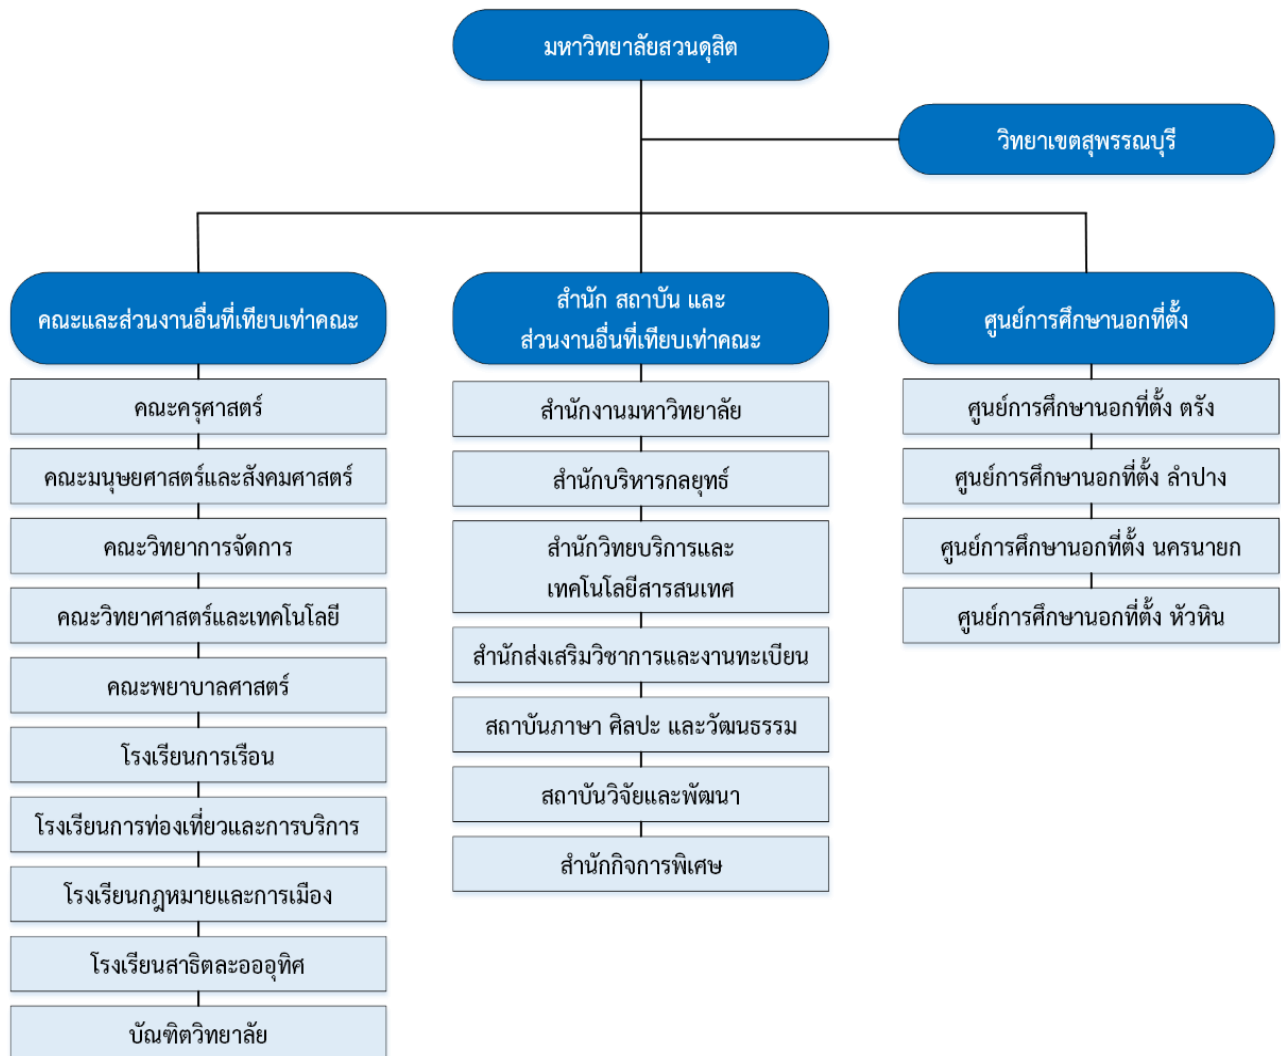 มหาวิทยาลัยสวนดุสิต
วิทยาเขตสุพรรณบุรี
คณะและส่วนงานอื่นที่เทียบเท่าคณะ
คณะครุศาสตร์
คณะมนุษยศาสตร์และสังคมศาสตร์
คณะวิทยาการจัดการ
คณะวิทยาศาสตร์และเทคโนโลยี
คณะพยาบาลศาสตร์
โรงเรียนการเรือน
โรงเรียนการท่องเที่ยวและการบริการ
โรงเรียนกฎหมายและการเมือง
โรงเรียนสาธิตละอออุทิศ
บัณฑิตวิทยาลัย
สำนัก สถาบัน และ
ส่วนงานอื่นที่เทียบเท่าคณะ
สำนักงานมหาวิทยาลัย
สำนักบริหารกลยุทธ์
สำนักวิทยบริการและ
เทคโนโลยีสารสนเทศ
สำนักส่งเสริมวิชาการและงานทะเบียน
สถาบันภาษา ศิลปะ และวัฒนธรรม
สถาบันวิจัยและพัฒนา
สำนักกิจการพิเศษ
ศูนย์การศึกษานอกที่ตั้ง
ศูนย์การศึกษานอกที่ตั้ง ตรัง
ศูนย์การศึกษานอกที่ตั้ง ลำปาง
ศูนย์การศึกษานอกที่ตั้ง นครนายก
ศูนย์การศึกษานอกที่ตั้ง หัวหิน